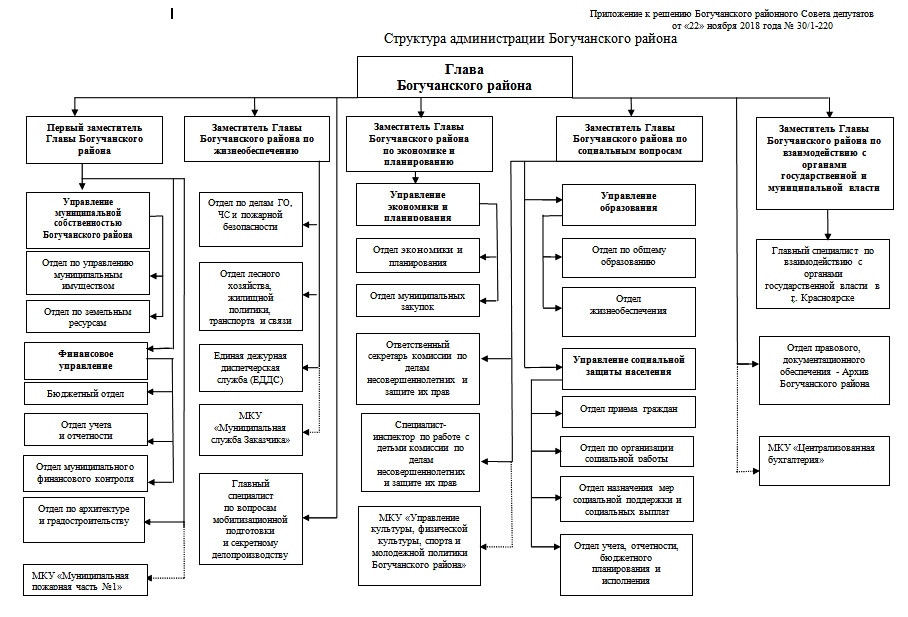 Приложение к решению Богучанского районного Совета депутатов
от «22» ноября 2018 года № 30/1-220
Структура администрации Богучанского района
Глава
Богучанского района
Первый заместитель
Главы Богучанского
района
Заместитель Главы
Богучанского района по
жизнеобеспечению
Заместитель Главы
Богучанского района
по экономике и
планированию
Заместитель Главы
Богучанского района по
социальным вопросам
Заместитель Главы
Богучанского района по
взаимодействию с
органами
государственной и
муниципальной власти
Управление
муниципальной
собственностью
Богучанского района
Отдел по управлению
муниципальным
имуществом
Отдел по земельным
ресурсам
Финансовое
управление
Бюджетный отдел
Отдел учета
и отчетности
Отдел муниципального
финансового контроля
Отдел по архитектуре
и градостроительству
МКУ «Муниципальная
пожарная часть №1»
Отдел по делам ГО,
ЧС и пожарной
безопасности
Отдел лесного
хозяйства,
жилищной
политики,
транспорта и связи
Единая дежурная
диспетчерская
служба (ЕДДС)
МКУ
«Муниципальная
служба Заказчика»
Главный
специалист
по вопросам
мобилизационной
подготовки
и секретному
делопроизводству
Управление
экономики и
планирования
Отдел экономики и
планирования
Отдел муниципальных
закупок
Ответственный
секретарь комиссии по
делам
несовершеннолетних и
защите их прав
Специалист-
инспектор по работе с
детьми комиссии по
делам
несовершеннолетних
и защите их прав
МКУ «Управление
культуры, физической
культуры, спорта и
молодежной политики
Богучанского района»
Управление
образования
Отдел по общему
образованию
Отдел
жизнеобеспечения
Управление социальной
защиты населения
Отдел приема граждан
Отдел по организации
социальной работы
Отдел назначения мер
социальной поддержки и
социальных выплат
Отдел учета, отчетности,
бюджетного
планирования и
исполнения
Главный специалист по
взаимодействию с
органами
государственной власти в
г. Красноярске
Отдел правового,
документационного
обеспечения - Архив
Богучанского района
МКУ «Централизованная
бухгалтерия»